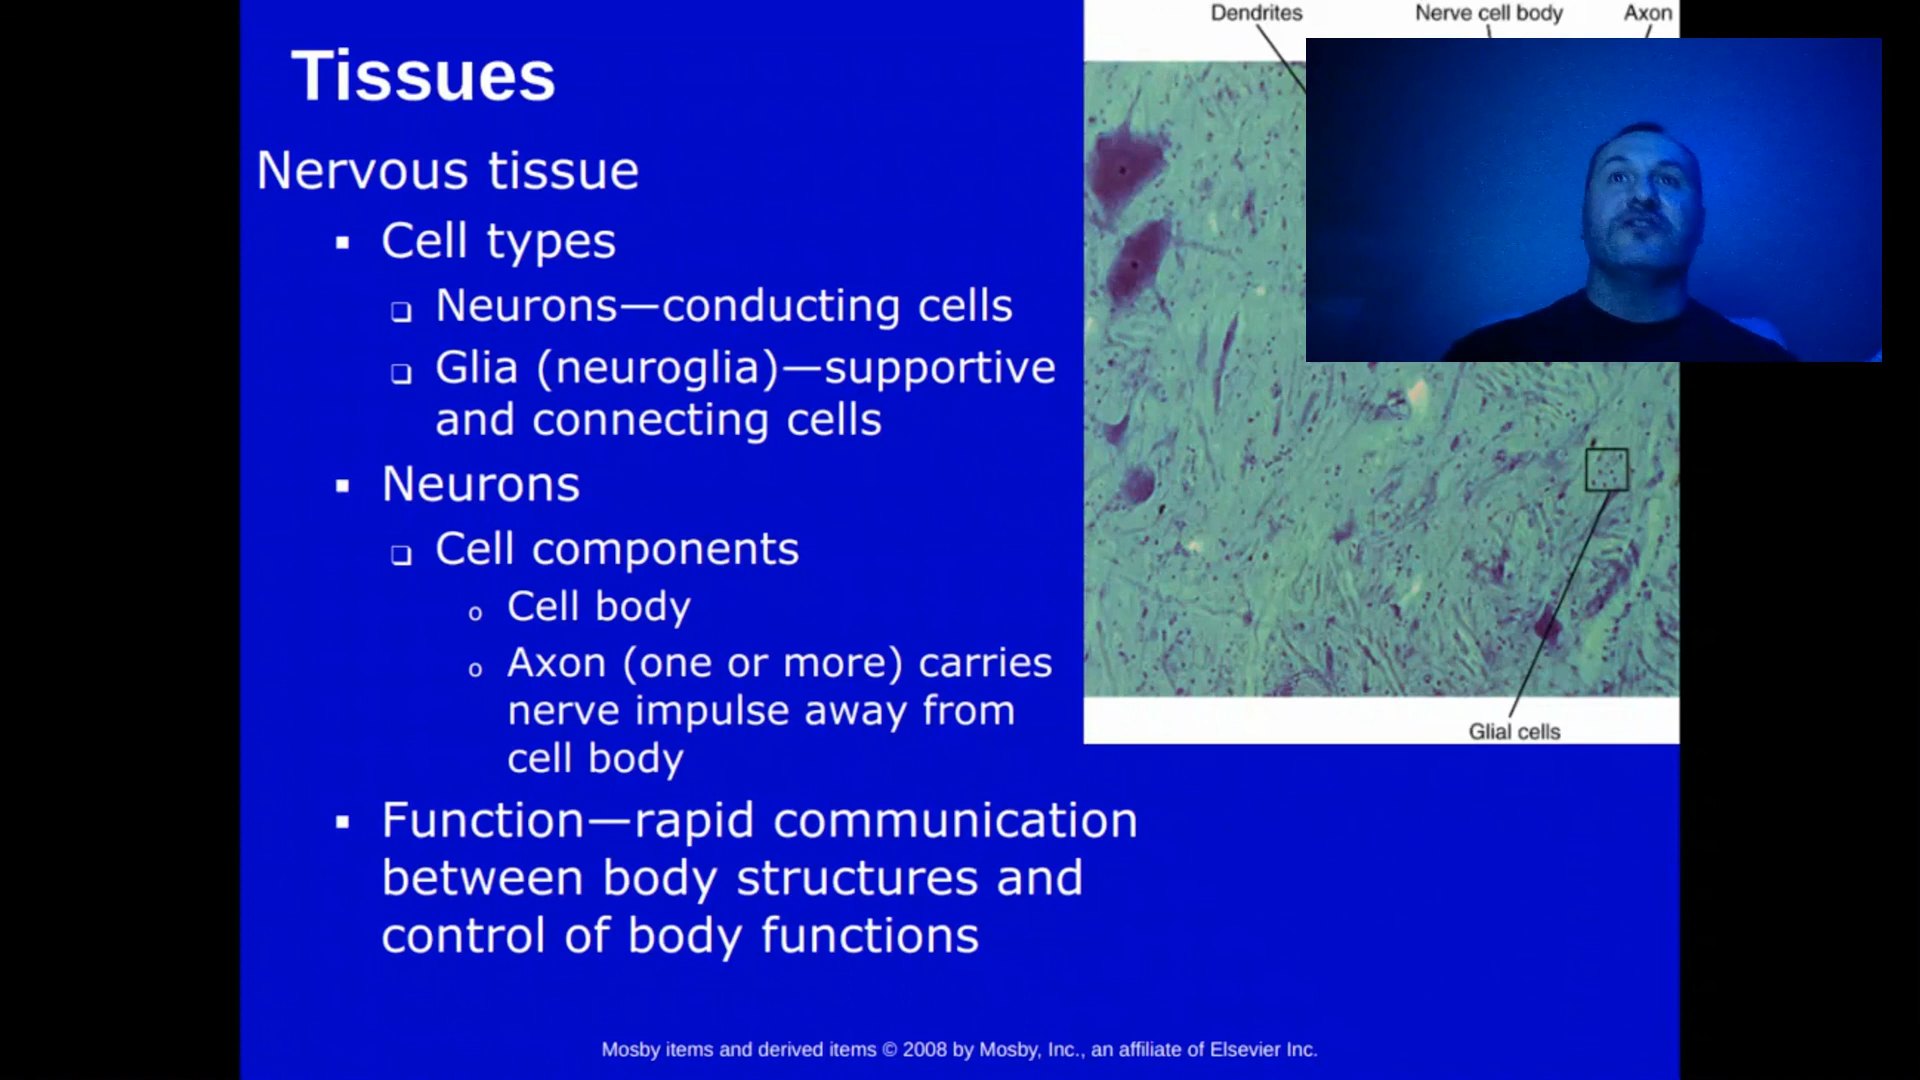 Tissues
Nervous tissue
▪ Cell types
❑ Neurons—conducting cells
❑ Glia (neuroglia)—supportive
and connecting cells
▪ Neurons
❑ Cell components
o Cell body
o Axon (one or more) carries
nerve impulse away from
cell body
▪ Function—rapid communication
between body structures and
control of body functions
Dendrites
Nerve cell body
Axon
Glial cells
Mosby items and derived items © 2008 by Mosby, Inc., an affiliate of Elsevier Inc.